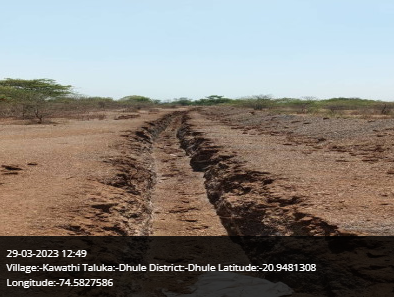 29-03-2023 12:49
Village:-Kawathi Taluka:-Dhule District:-Dhule Latitude:-20.9481308
Longitude:-74.5827586